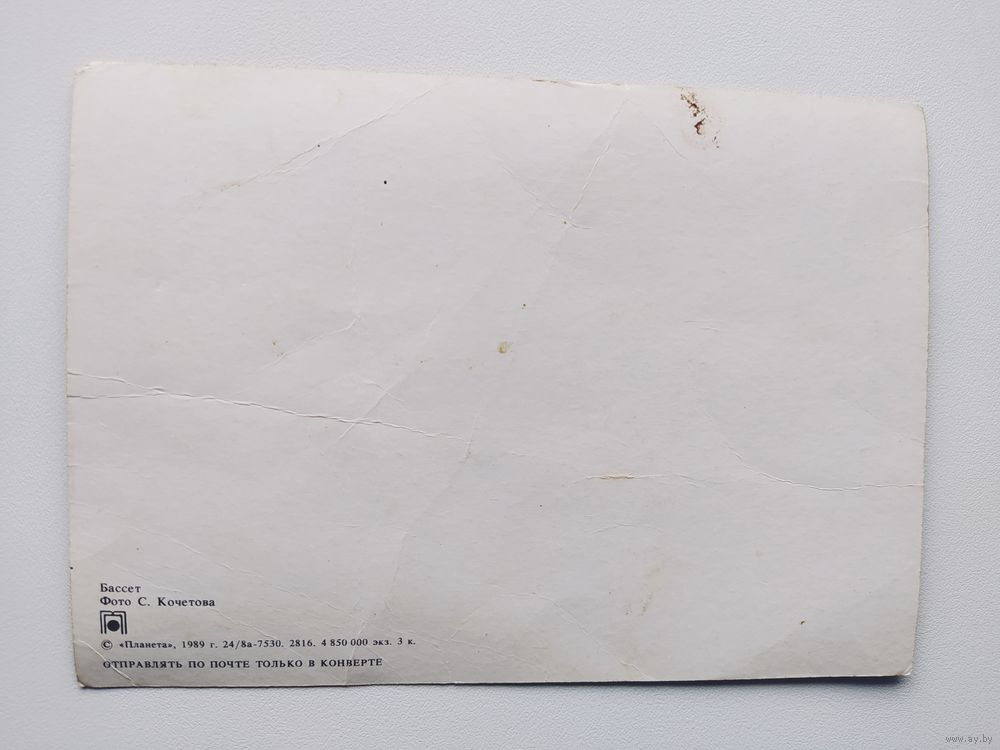 Бассет
Фото С. Кочетова
© «Планета», 1989 г. 24/8а-7530. 2816. 4 850 000 экз. 3 к.
ОТПРАВЛЯТЬ ПО ПОЧТЕ ТОЛЬКО В КОНВЕРТЕ
www.ay.by